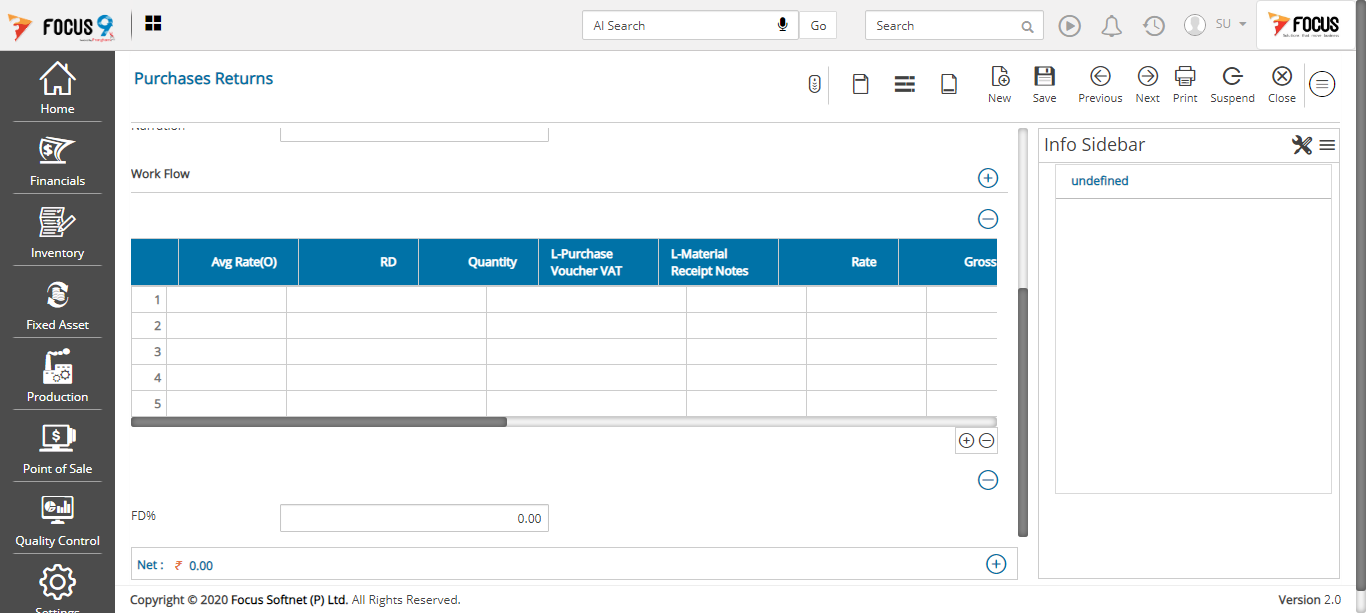 FOCUS 9
AI Search
Go
Search
SU
FOCUS
Home
Financials
Inventory
Fixed Asset
Production
Point of Sale
Quality Control
Settings
Purchases Returns
New
Save
Previous
Next
Print
Suspend
Close
Narration
Work Flow
Avg Rate(O)
RD
Quantity
L-Purchase
Voucher VAT
L-Material
Receipt Notes
Rate
Gross
1
2
3
4
5
FD%
0.00
Net : ₹ 0.00
Info Sidebar
undefined
Copyright © 2020 Focus Softnet (P) Ltd. All Rights Reserved.
Version 2.0